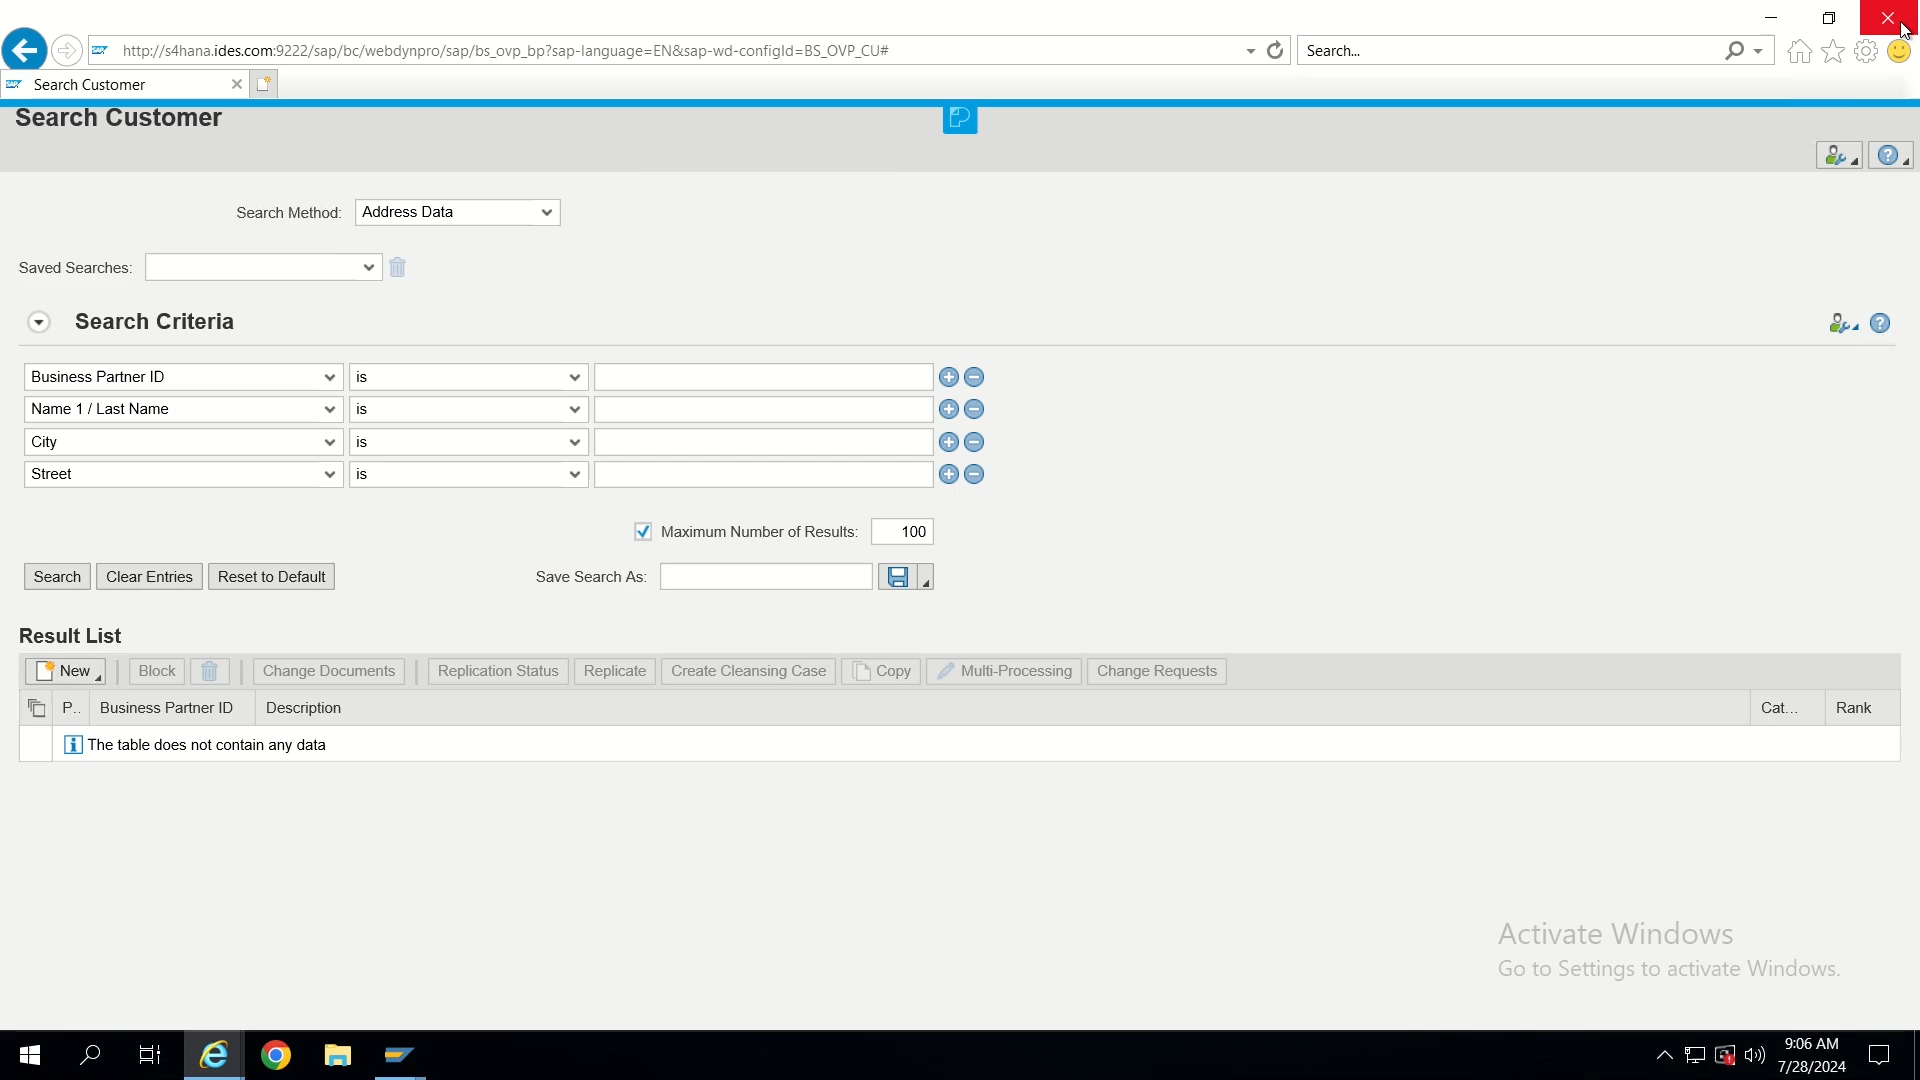 http://s4hana.ides.com:9222/sap/bc/webdynpro/sap/bs_ovp_bp?sap-language=EN&sap-wd-configId=BS_OVP_CU#
Search...
SAP Search Customer
Search Customer
Search Method: Address Data
Saved Searches:
Search Criteria
Business Partner ID is
Name 1 / Last Name is
City is
Street is
Maximum Number of Results: 100
Search Clear Entries Reset to Default Save Search As:
Result List
New Block Change Documents Replication Status Replicate Create Cleansing Case Copy Multi-Processing Change Requests
P.. Business Partner ID Description Cat... Rank
The table does not contain any data
Activate Windows
Go to Settings to activate Windows.
9:06 AM
7/28/2024